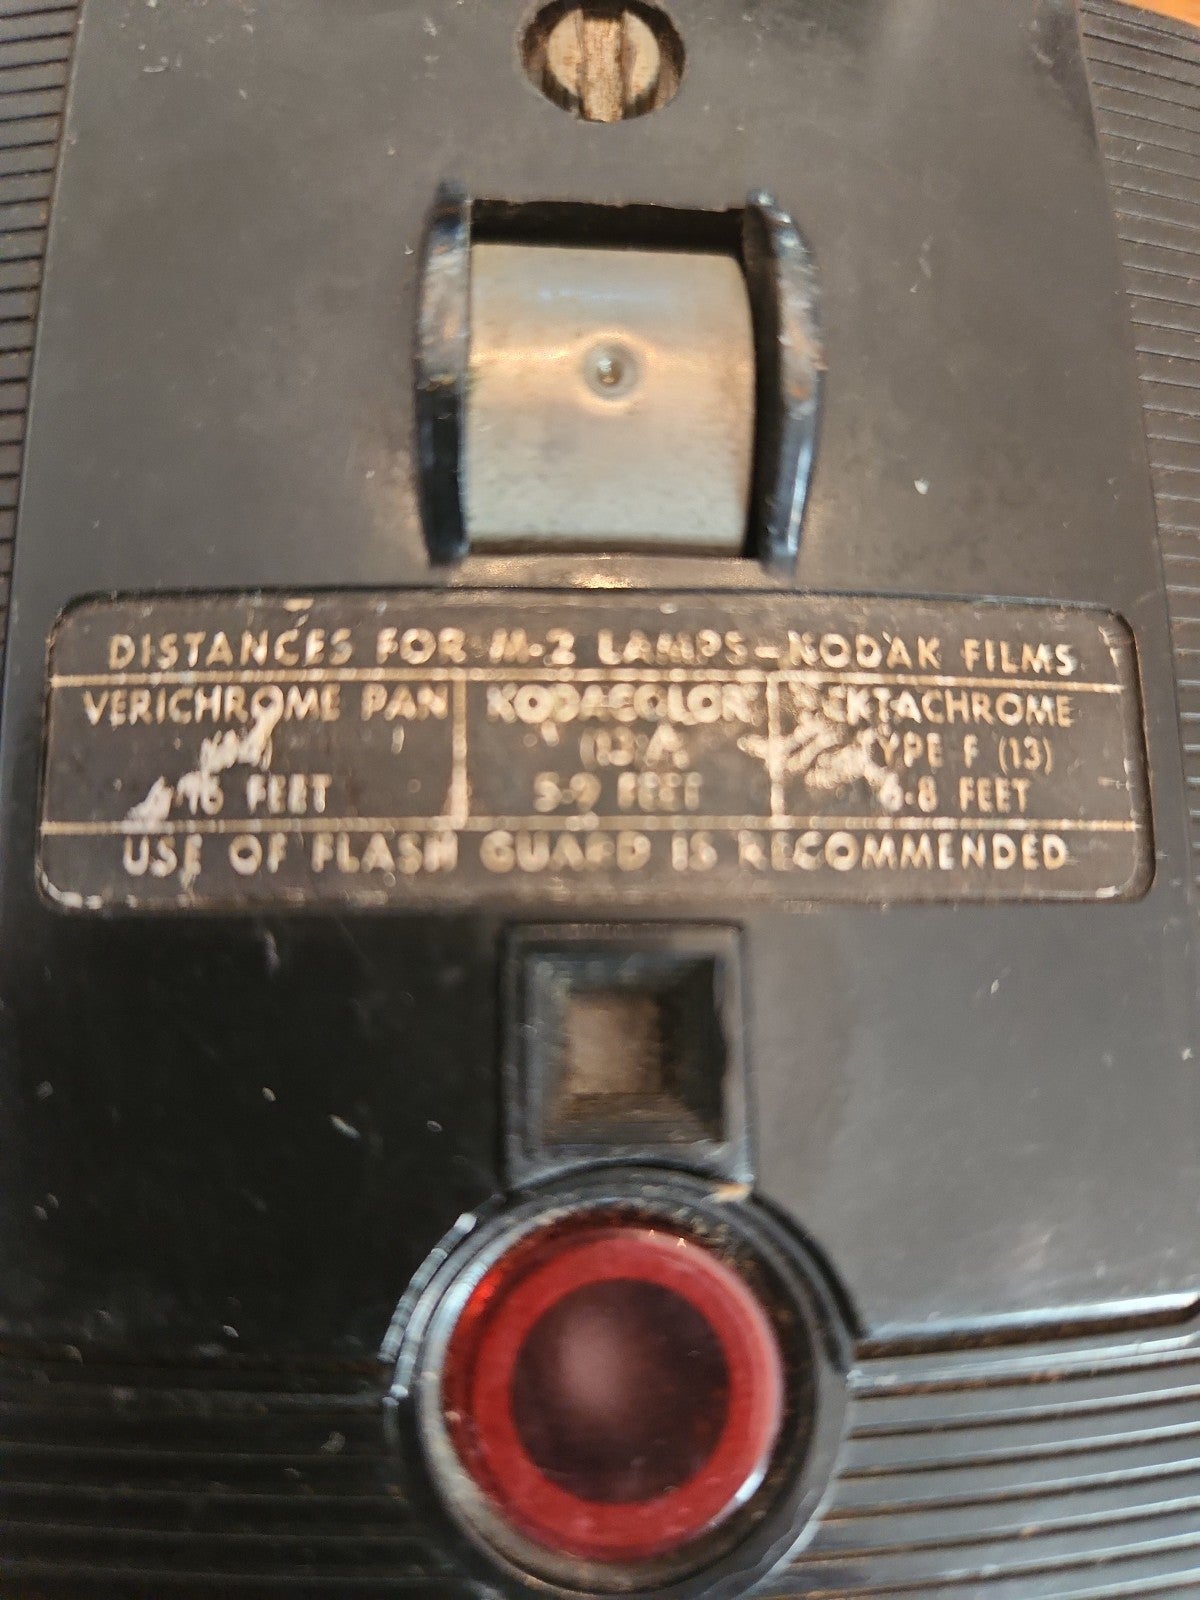 DISTANCES FOR M-2 LAMPS - KODAK FILMS
VERICHROME PAN KODACOLOR EKTACHROME
TYPE F (13)
FEET 5-9 FEET 6-8 FEET
USE OF FLASH GUARD IS RECOMMENDED